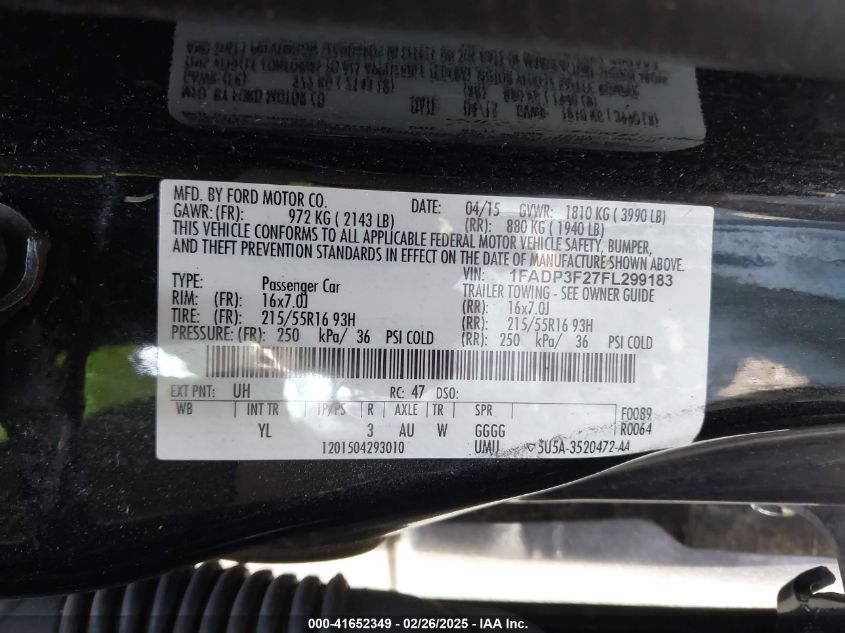 MFD. BY FORD MOTOR CO. DATE: 04/15 GVWR: 1810 KG ( 3990 LB)
GAWR: (FR): 972 KG ( 2143 LB) (RR): 880 KG ( 1940 LB)
THIS VEHICLE CONFORMS TO ALL APPLICABLE FEDERAL MOTOR VEHICLE SAFETY, BUMPER,
AND THEFT PREVENTION STANDARDS IN EFFECT ON THE DATE OF MANUFACTURE SHOWN ABOVE.
VIN: 1FADP3F27FL299183
TYPE: Passenger Car TRAILER TOWING - SEE OWNER GUIDE
RIM: (FR): 16x7.0J (RR): 16x7.0J
TIRE: (FR): 215/55R16 93H (RR): 215/55R16 93H
PRESSURE: (FR): 250 kPa/ 36 PSI COLD (RR): 250 kPa/ 36 PSI COLD
EXT PNT: UH RC: 47 DSO:
WB INT TR TP/PS R AXLE TR SPR F0089
YL 3 AU W GGGG R0064
1201504293010 UMU 5U5A-3520472-AA
000-41652349 - 02/26/2025 - IAA Inc.